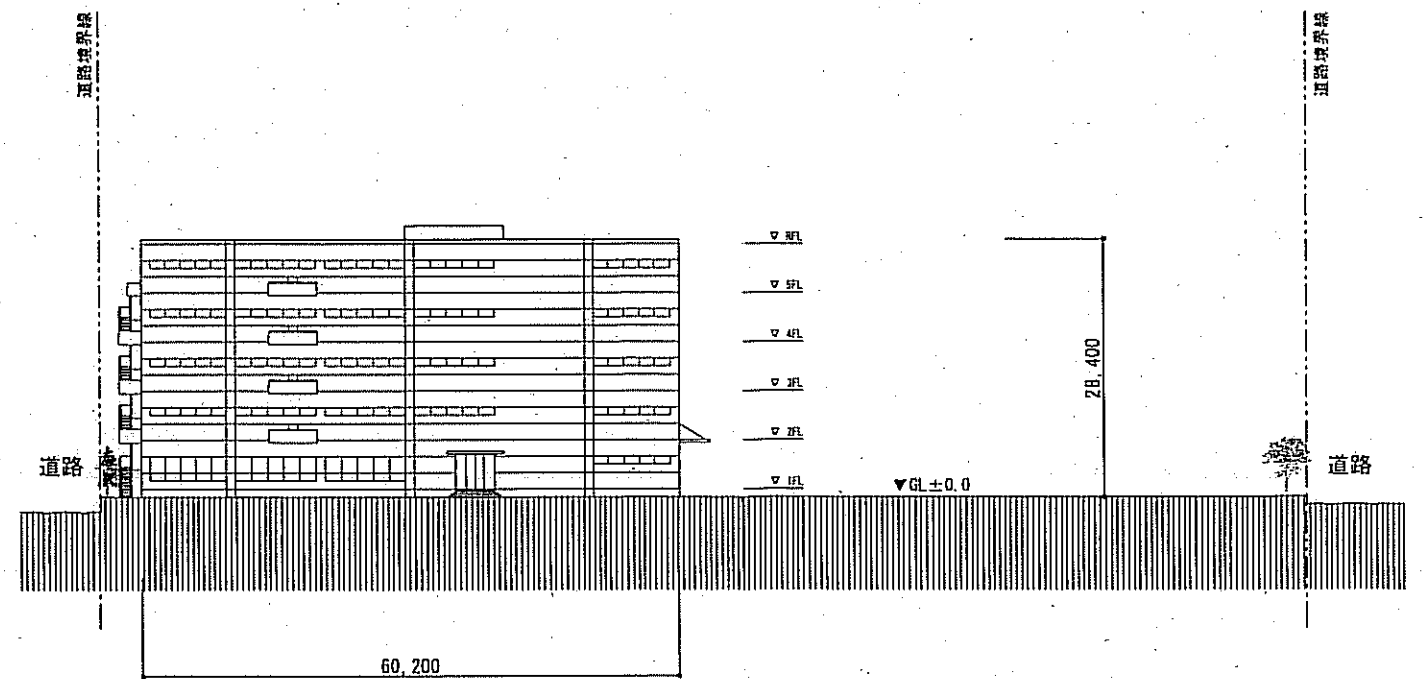 道路境界線
道路境界線
▽ RFL
▽ 5FL
▽ 4FL
▽ 3FL
▽ 2FL
▽ 1FL
28,400
道路
道路
▼GL±0.0
60,200